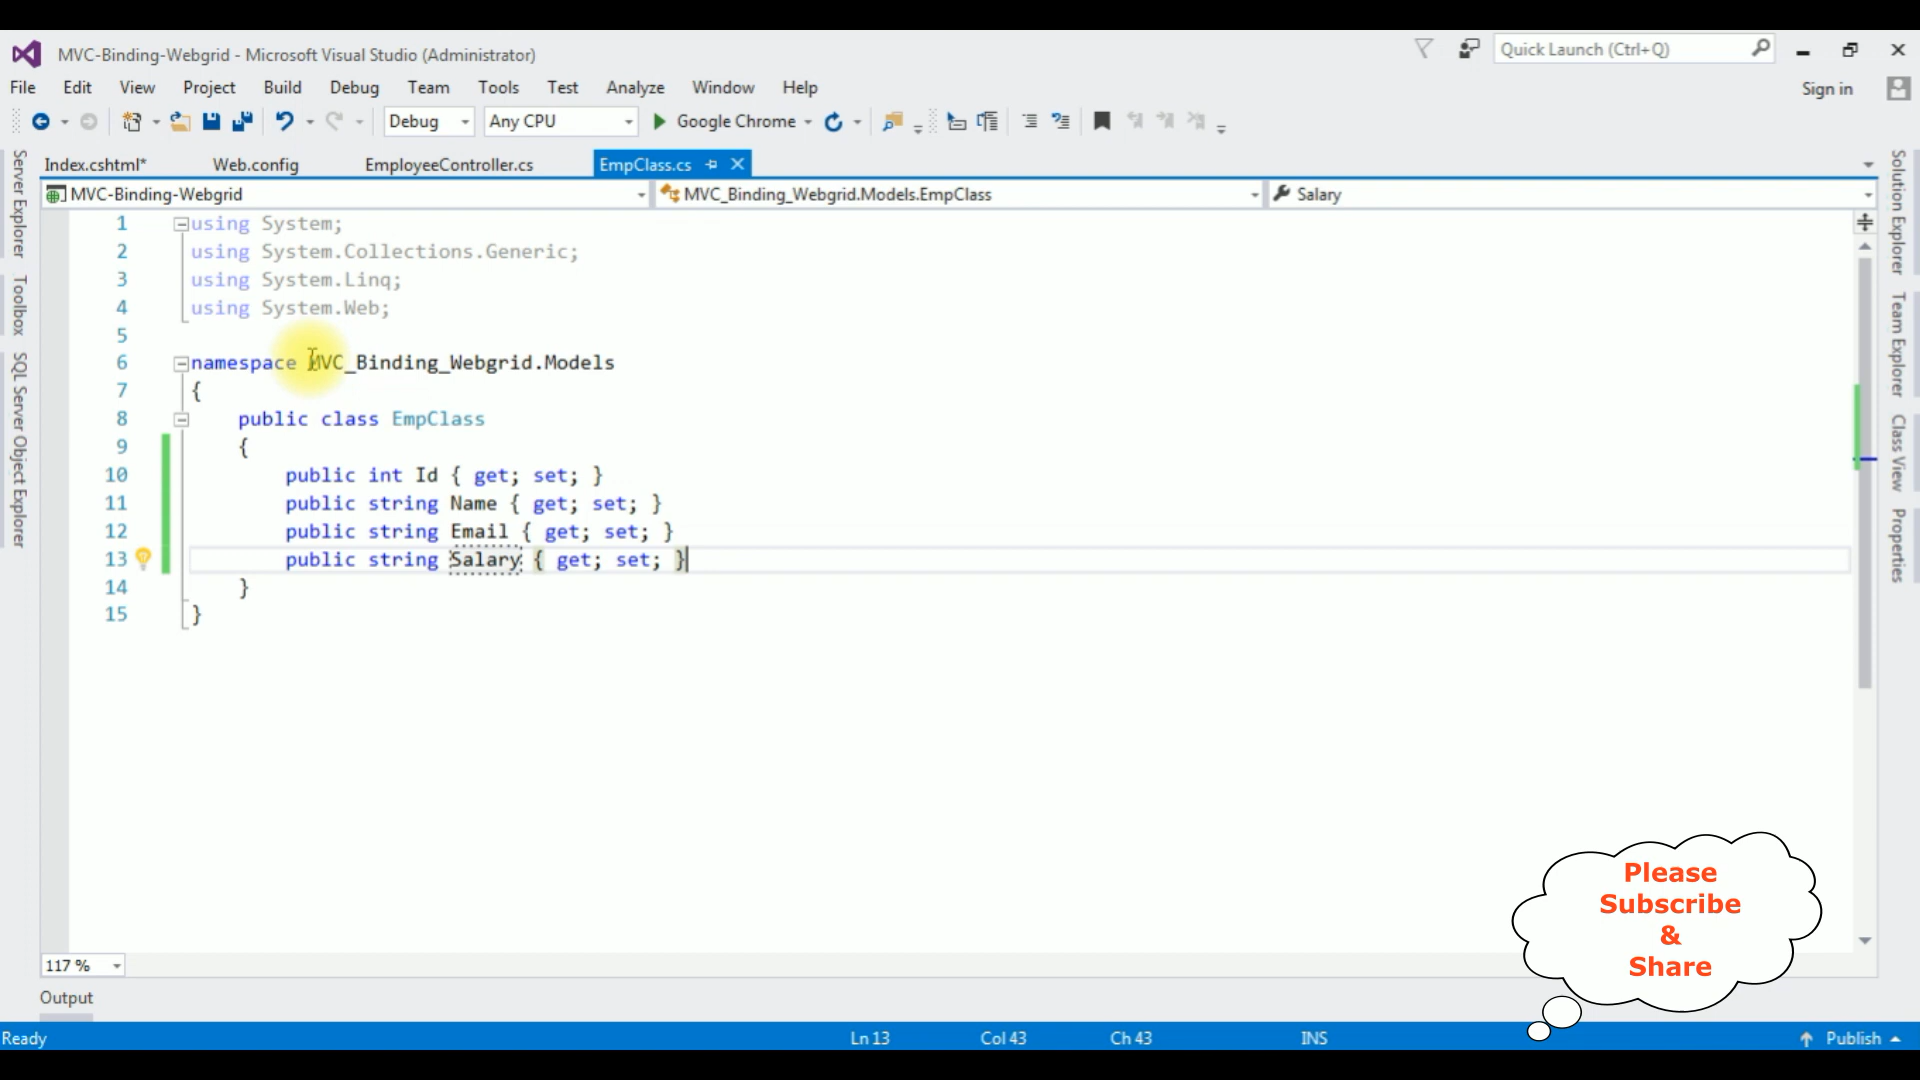 MVC-Binding-Webgrid - Microsoft Visual Studio (Administrator)
Quick Launch (Ctrl+Q)
File Edit View Project Build Debug Team Tools Test Analyze Window Help
Sign in
Debug Any CPU Google Chrome
Index.cshtml* Web.config EmployeeController.cs EmpClass.cs
MVC-Binding-Webgrid MVC_Binding_Webgrid.Models.EmpClass Salary
1 using System;
2 using System.Collections.Generic;
3 using System.Linq;
4 using System.Web;
5
6 namespace MVC_Binding_Webgrid.Models
7 {
8 public class EmpClass
9 {
10 public int Id { get; set; }
11 public string Name { get; set; }
12 public string Email { get; set; }
13 public string Salary { get; set; }
14 }
15 }
Server Explorer
Toolbox
SQL Server Object Explorer
Solution Explorer
Team Explorer
Class View
Properties
Please
Subscribe
&
Share
117 %
Output
Ready Ln 13 Col 43 Ch 43 INS Publish